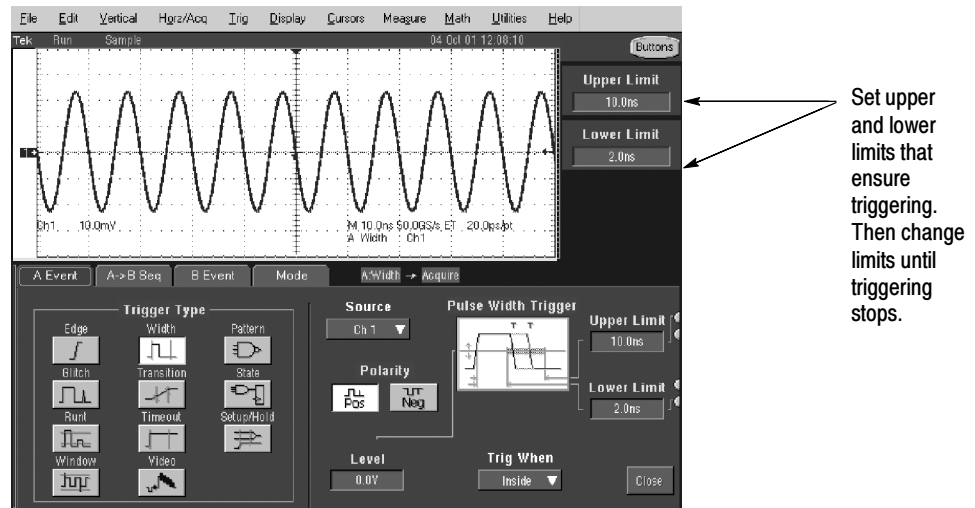 File Edit Vertical Horz/Acq Trig Display Cursors Measure Math Utilities Help
Tek Run Sample 04 Oct 01 12:08:10
Buttons
Upper Limit
10.0ns
Lower Limit
2.0ns
Set upper
and lower
limits that
ensure
triggering.
Then change
limits until
triggering
stops.
Ch1 10.0mV M 10.0ns 50.0GS/s ET 20.0ps/pt
A Width Ch1
A Event A->B Seq B Event Mode A:Width → Acquire
Trigger Type
Edge Width Pattern
Glitch Transition State
Runt Timeout Setup/Hold
Window Video
Source
Ch 1
Polarity
Pos Neg
Level
0.0V
Pulse Width Trigger
T T
Upper Limit
10.0ns
Lower Limit
2.0ns
Trig When
Inside
Close